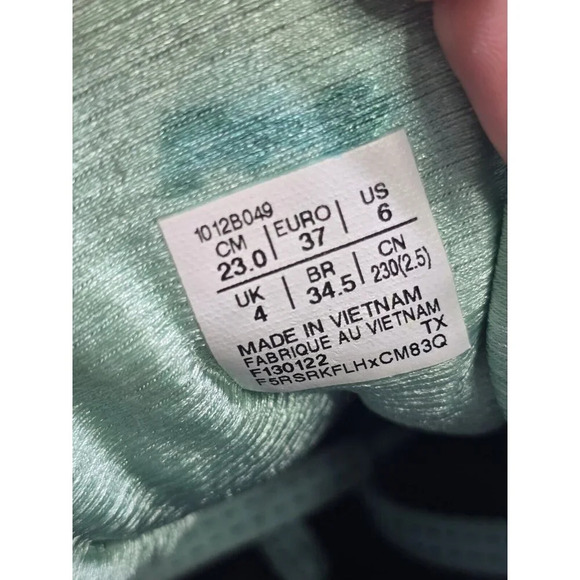 1012B049
CM | EURO | US
23.0 | 37 | 6
UK | BR | CN
4 | 34.5 | 230(2.5)
MADE IN VIETNAM
FABRIQUE AU VIETNAM
F130122 TX
F5RSRKFLHxCM83Q